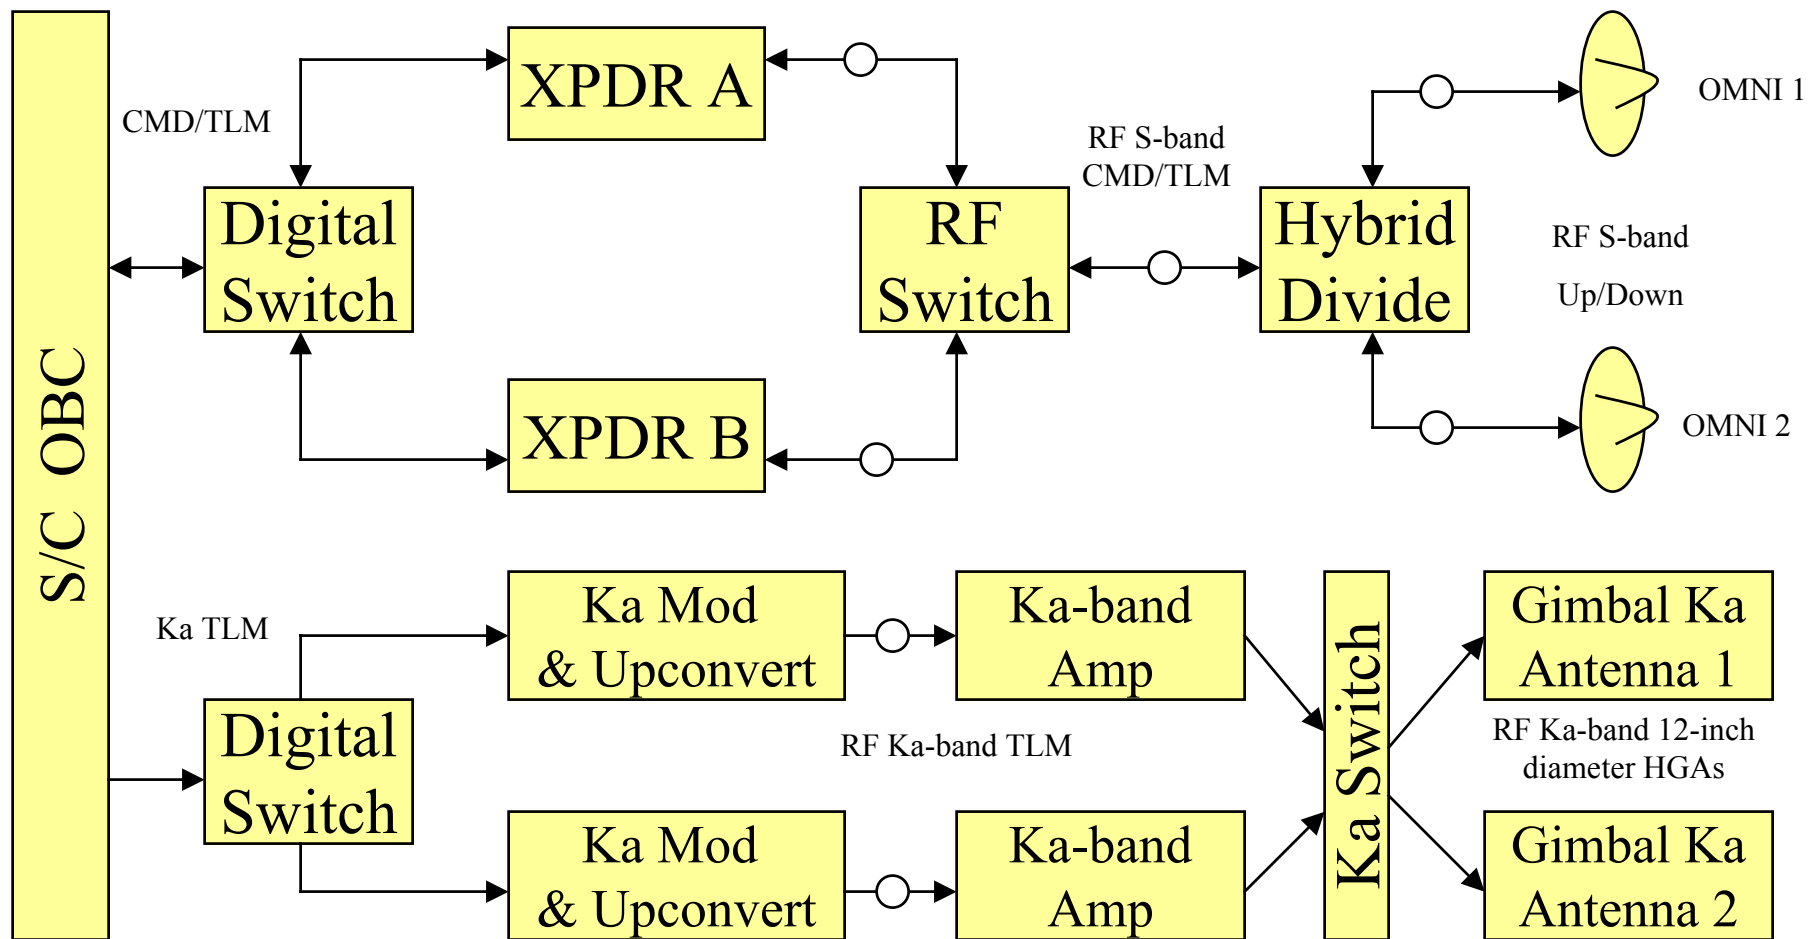 S/C OBC
CMD/TLM
Digital
Switch
XPDR A
XPDR B
RF
Switch
RF S-band
CMD/TLM
Hybrid
Divide
OMNI 1
RF S-band
Up/Down
OMNI 2
Ka TLM
Digital
Switch
Ka Mod
& Upconvert
Ka-band
Amp
RF Ka-band TLM
Ka Mod
& Upconvert
Ka-band
Amp
Ka Switch
Gimbal Ka
Antenna 1
RF Ka-band 12-inch
diameter HGAs
Gimbal Ka
Antenna 2